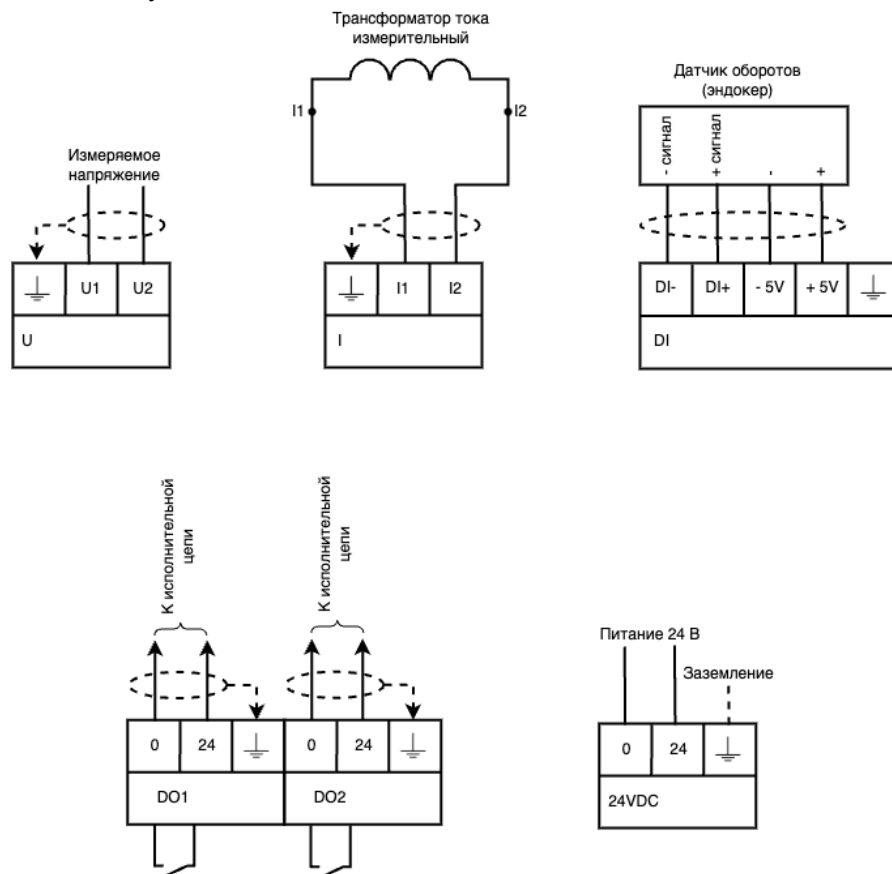 Трансформатор тока
измерительный
I1
I2
Датчик оборотов
(эндокер)
- сигнал
+ сигнал
-
+
Измеряемое
напряжение
U1
U2
U
I1
I2
I
DI-
DI+
- 5V
+ 5V
DI
К исполнительной
цепи
К исполнительной
цепи
0
24
0
24
DO1
DO2
Питание 24 В
Заземление
0
24
24VDC